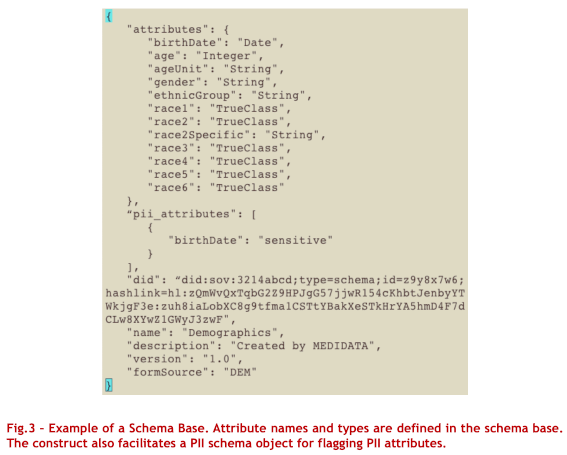 {
"attributes": {
"birthDate": "Date",
"age": "Integer",
"ageUnit": "String",
"gender": "String",
"ethnicGroup": "String",
"race1": "TrueClass",
"race2": "TrueClass",
"race2Specific": "String",
"race3": "TrueClass",
"race4": "TrueClass",
"race5": "TrueClass",
"race6": "TrueClass"
},
“pii_attributes": [
{
"birthDate": "sensitive"
}
],
"did": “did:sov:3214abcd;type=schema;id=z9y8x7w6;
hashlink=hl:zQmWvQxTqbG2Z9HPJgG57jjwR154cKhbtJenbyYT
WkjgF3e:zuh8iaLobXC8g9tfma1CSTtYBakXeSTkHrYA5hmD4F7d
CLw8XYwZ1GWyJ3zwF",
"name": "Demographics",
"description": "Created by MEDIDATA",
"version": "1.0",
"formSource": "DEM"
}
Fig.3 - Example of a Schema Base. Attribute names and types are defined in the schema base.
The construct also facilitates a PII schema object for flagging PII attributes.